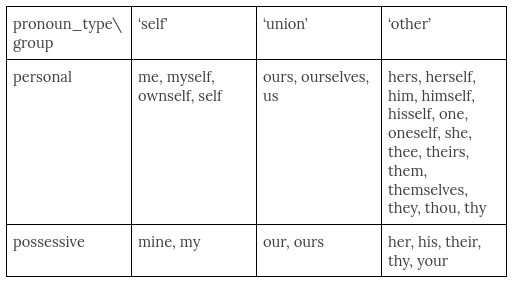 pronoun_type\ ‘self’ ‘union’ ‘other’
group
personal me, myself, ours, ourselves, hers, herself,
ownself, self us him, himself,
hisself, one,
oneself, she,
thee, theirs,
them,
themselves,
they, thou, thy
possessive mine, my our, ours her, his, their,
thy, your